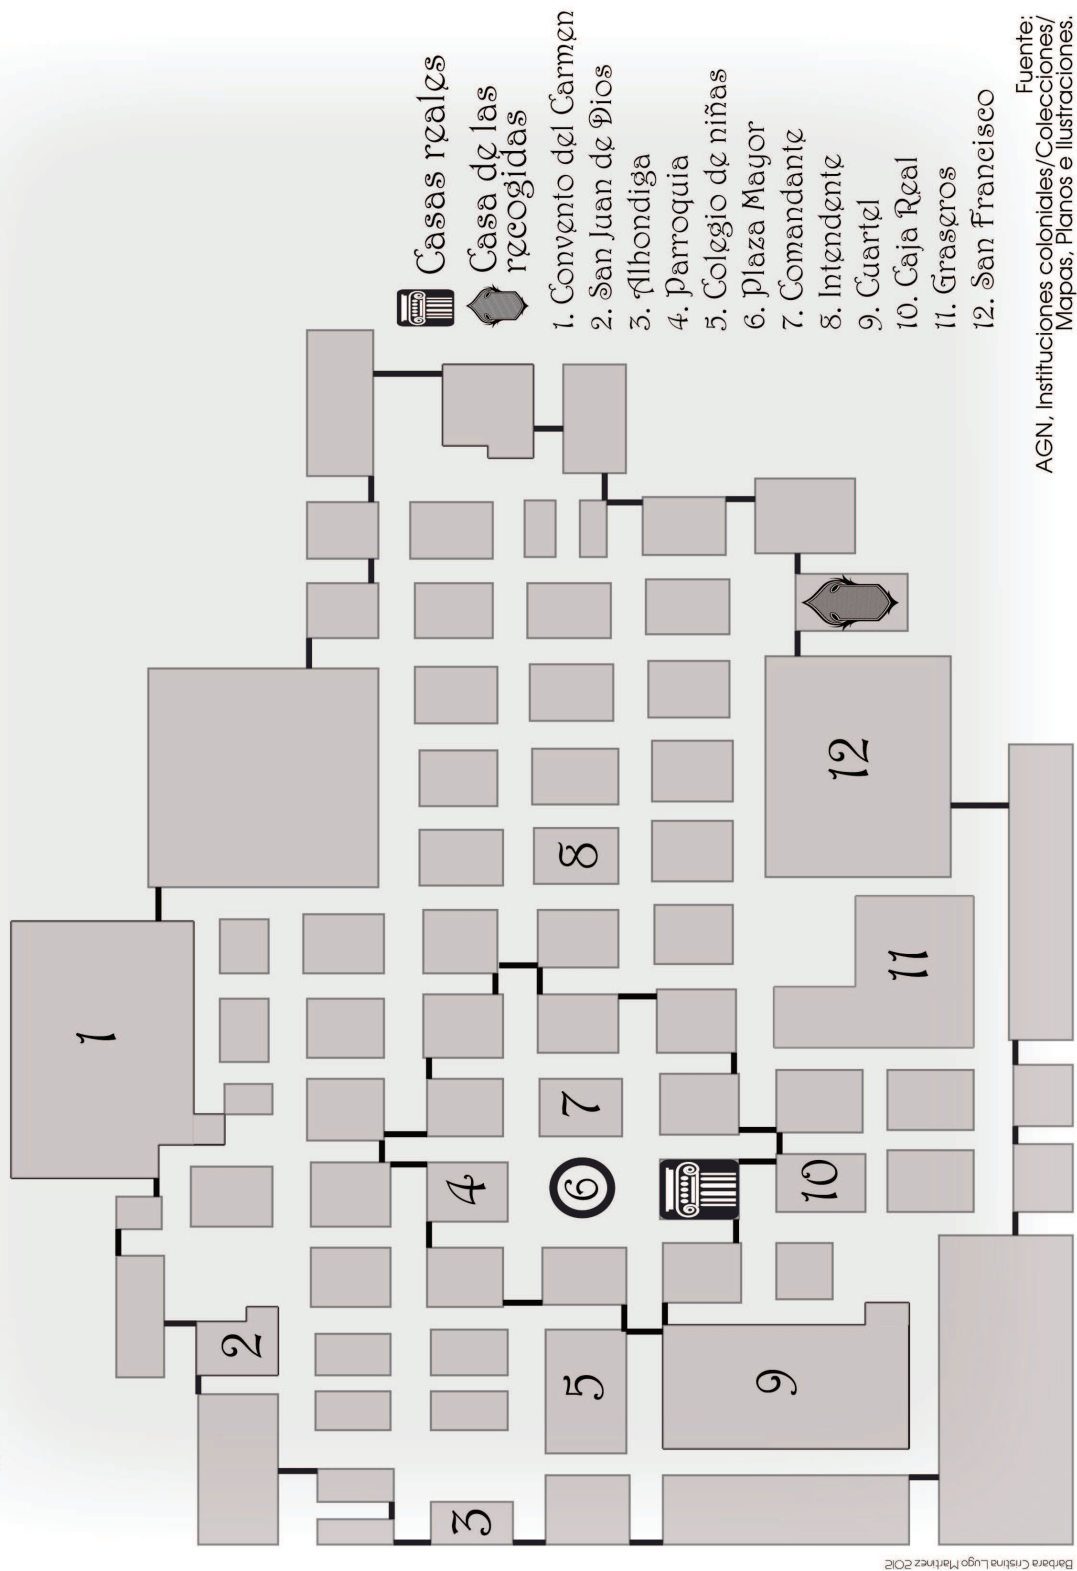 Casas reales
Casa de las
recogidas
1. Convento del Carmen
2. San Juan de Dios
3. Alhondiga
4. Parroquia
5. Colegio de niñas
6. Plaza Mayor
7. Comandante
8. Intendente
9. Cuartel
10. Caja Real
11. Graseros
12. San Francisco
Fuente:
AGN, Instituciones coloniales/Colecciones/
Mapas, Planos e Ilustraciones.
1
2
3
4
5
6
7
8
9
10
11
12
Bárbara Cristina Lugo Martínez 2012